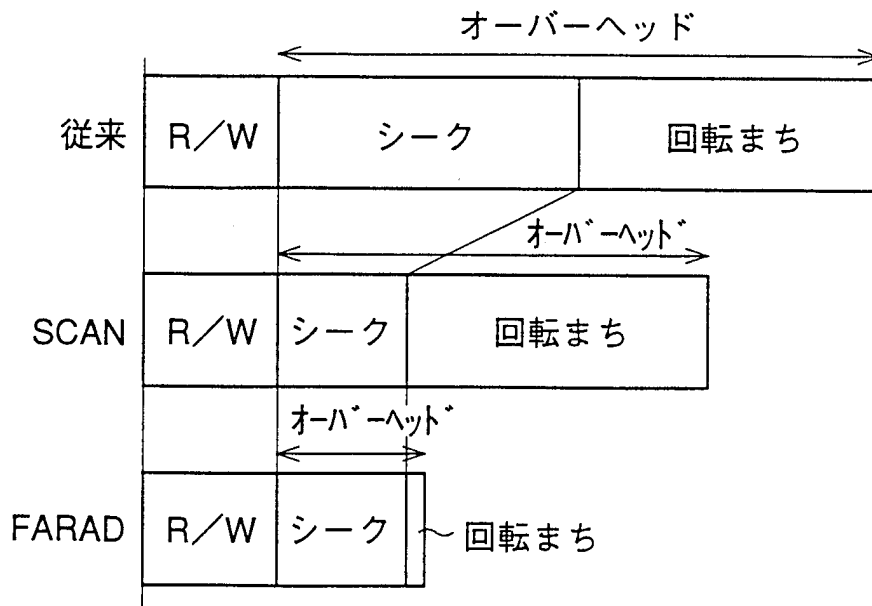 オーバーヘッド
従来 R／W シーク 回転まち
オーバーヘッド
SCAN R／W シーク 回転まち
オーバーヘッド
FARAD R／W シーク 回転まち